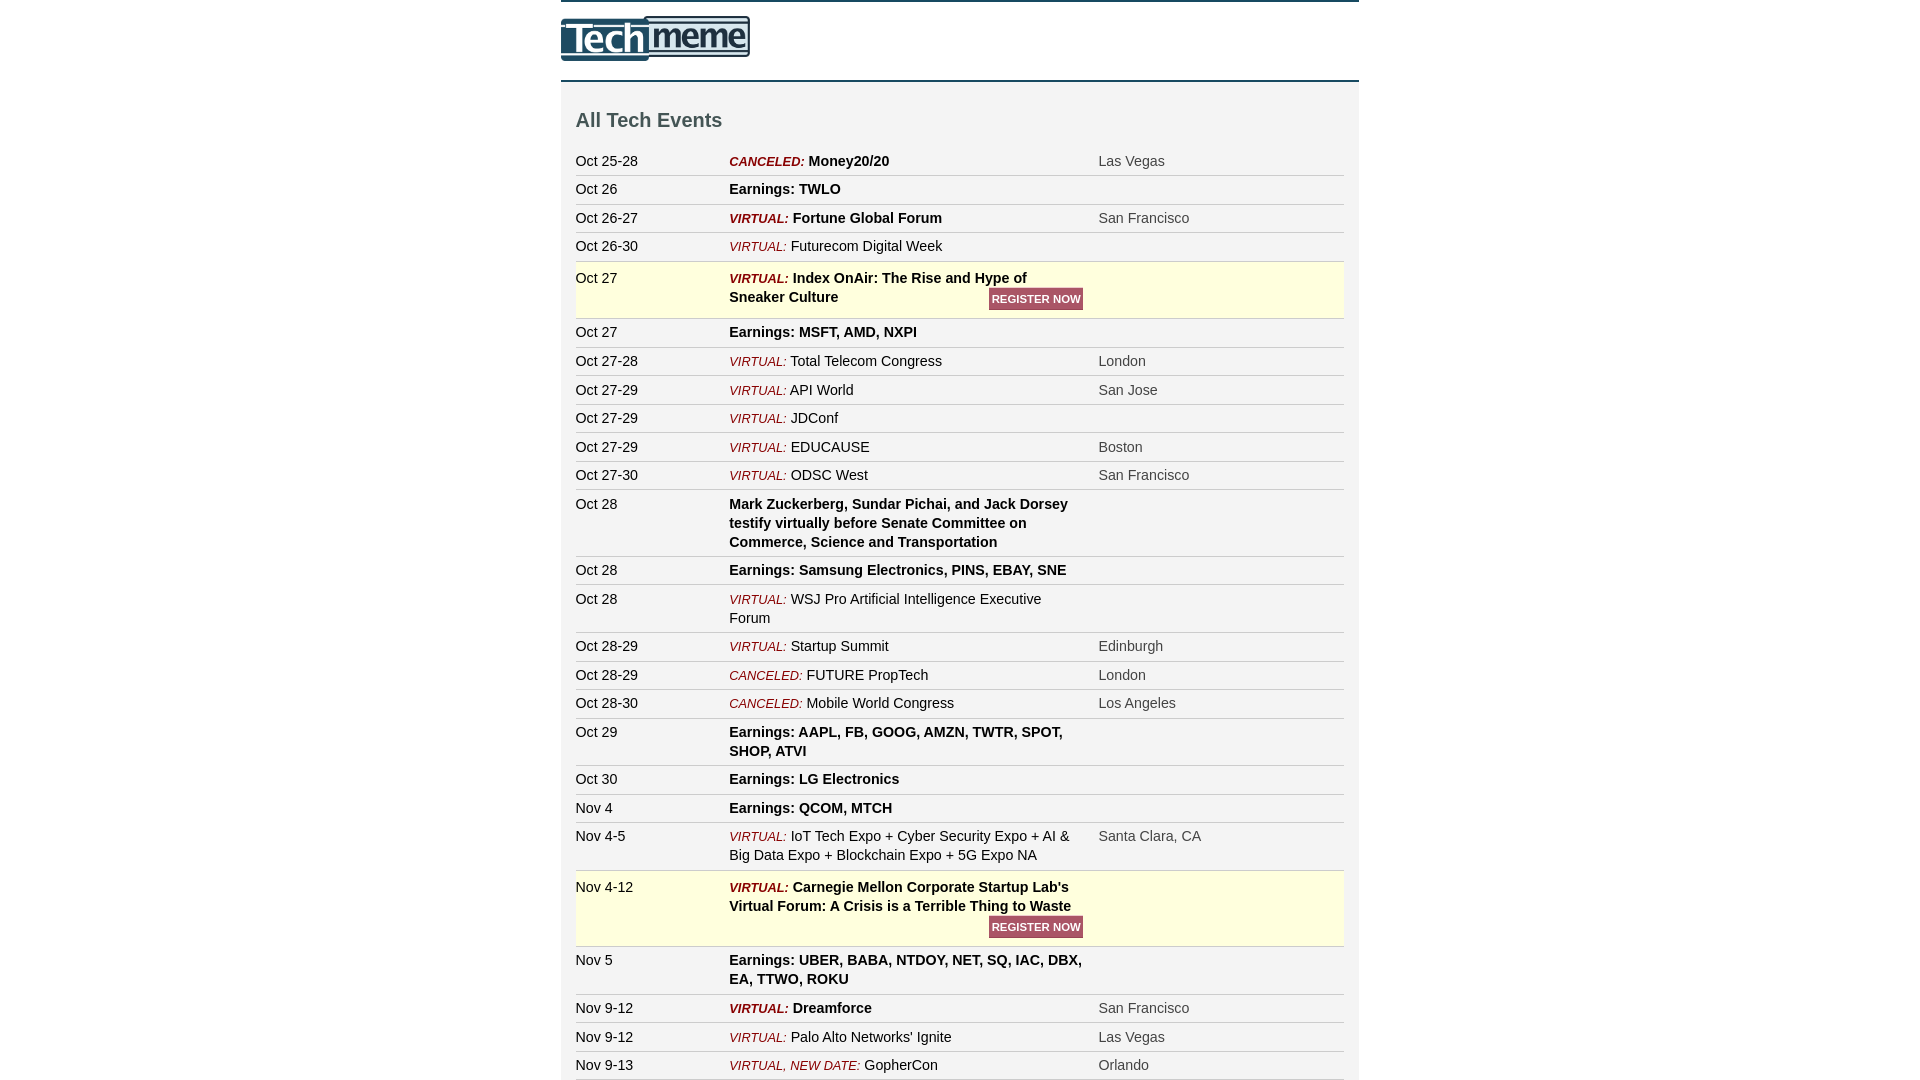 Techmeme
All Tech Events
Oct 25-28 CANCELED: Money20/20 Las Vegas
Oct 26 Earnings: TWLO
Oct 26-27 VIRTUAL: Fortune Global Forum San Francisco
Oct 26-30 VIRTUAL: Futurecom Digital Week
Oct 27 VIRTUAL: Index OnAir: The Rise and Hype of
Sneaker Culture REGISTER NOW
Oct 27 Earnings: MSFT, AMD, NXPI
Oct 27-28 VIRTUAL: Total Telecom Congress London
Oct 27-29 VIRTUAL: API World San Jose
Oct 27-29 VIRTUAL: JDConf
Oct 27-29 VIRTUAL: EDUCAUSE Boston
Oct 27-30 VIRTUAL: ODSC West San Francisco
Oct 28 Mark Zuckerberg, Sundar Pichai, and Jack Dorsey
testify virtually before Senate Committee on
Commerce, Science and Transportation
Oct 28 Earnings: Samsung Electronics, PINS, EBAY, SNE
Oct 28 VIRTUAL: WSJ Pro Artificial Intelligence Executive
Forum
Oct 28-29 VIRTUAL: Startup Summit Edinburgh
Oct 28-29 CANCELED: FUTURE PropTech London
Oct 28-30 CANCELED: Mobile World Congress Los Angeles
Oct 29 Earnings: AAPL, FB, GOOG, AMZN, TWTR, SPOT,
SHOP, ATVI
Oct 30 Earnings: LG Electronics
Nov 4 Earnings: QCOM, MTCH
Nov 4-5 VIRTUAL: IoT Tech Expo + Cyber Security Expo + AI & Santa Clara, CA
Big Data Expo + Blockchain Expo + 5G Expo NA
Nov 4-12 VIRTUAL: Carnegie Mellon Corporate Startup Lab's
Virtual Forum: A Crisis is a Terrible Thing to Waste
REGISTER NOW
Nov 5 Earnings: UBER, BABA, NTDOY, NET, SQ, IAC, DBX,
EA, TTWO, ROKU
Nov 9-12 VIRTUAL: Dreamforce San Francisco
Nov 9-12 VIRTUAL: Palo Alto Networks' Ignite Las Vegas
Nov 9-13 VIRTUAL, NEW DATE: GopherCon Orlando